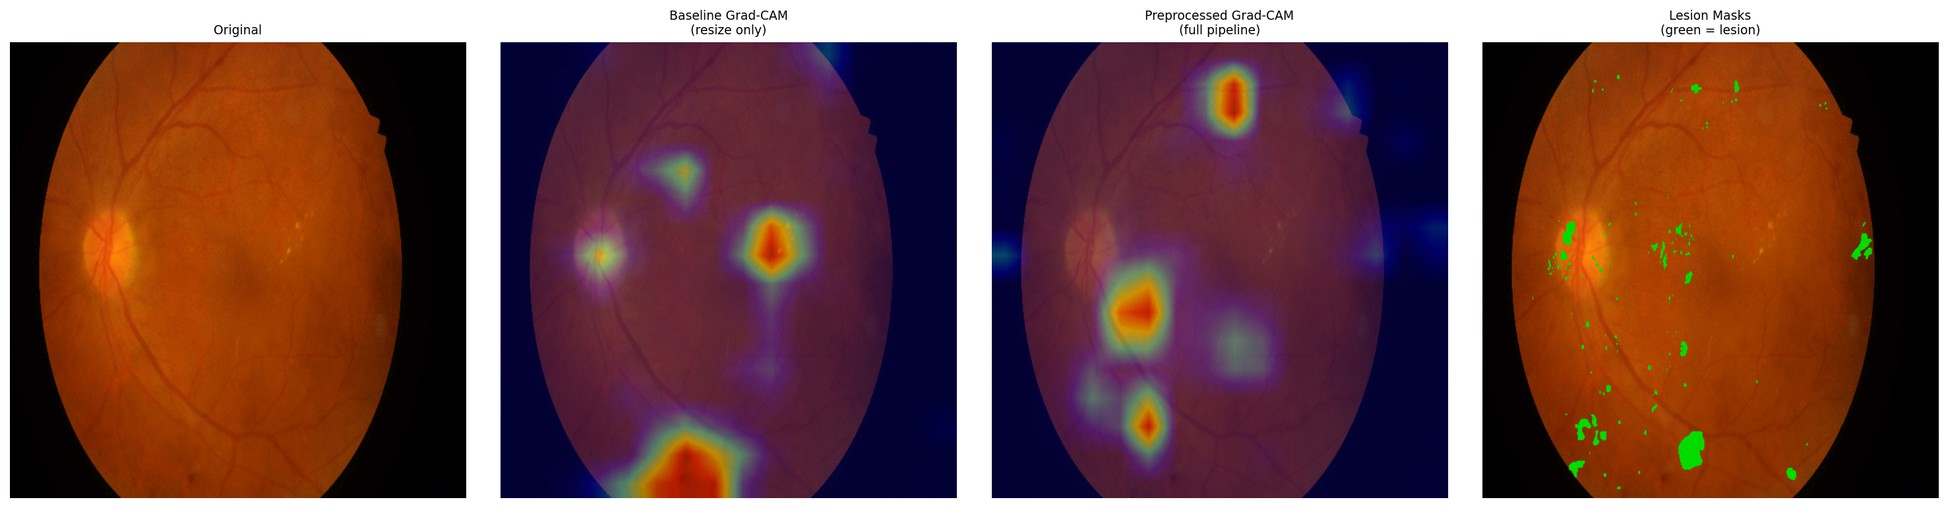 Original
Baseline Grad-CAM
(resize only)
Preprocessed Grad-CAM
(full pipeline)
Lesion Masks
(green = lesion)